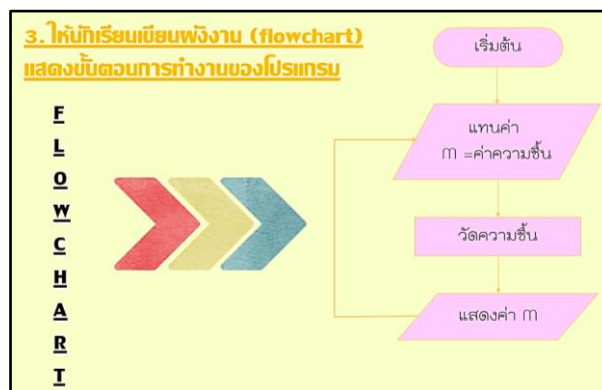 3.ให้นักเรียนเขียนผังงาน (flowchart)
แสดงขั้นตอนการทำงานของโปรแกรม
F
L
O
W
C
H
A
R
T
เริ่มต้น
แทนค่า
m =ค่าความชื้น
วัดความชื้น
แสดงค่า m